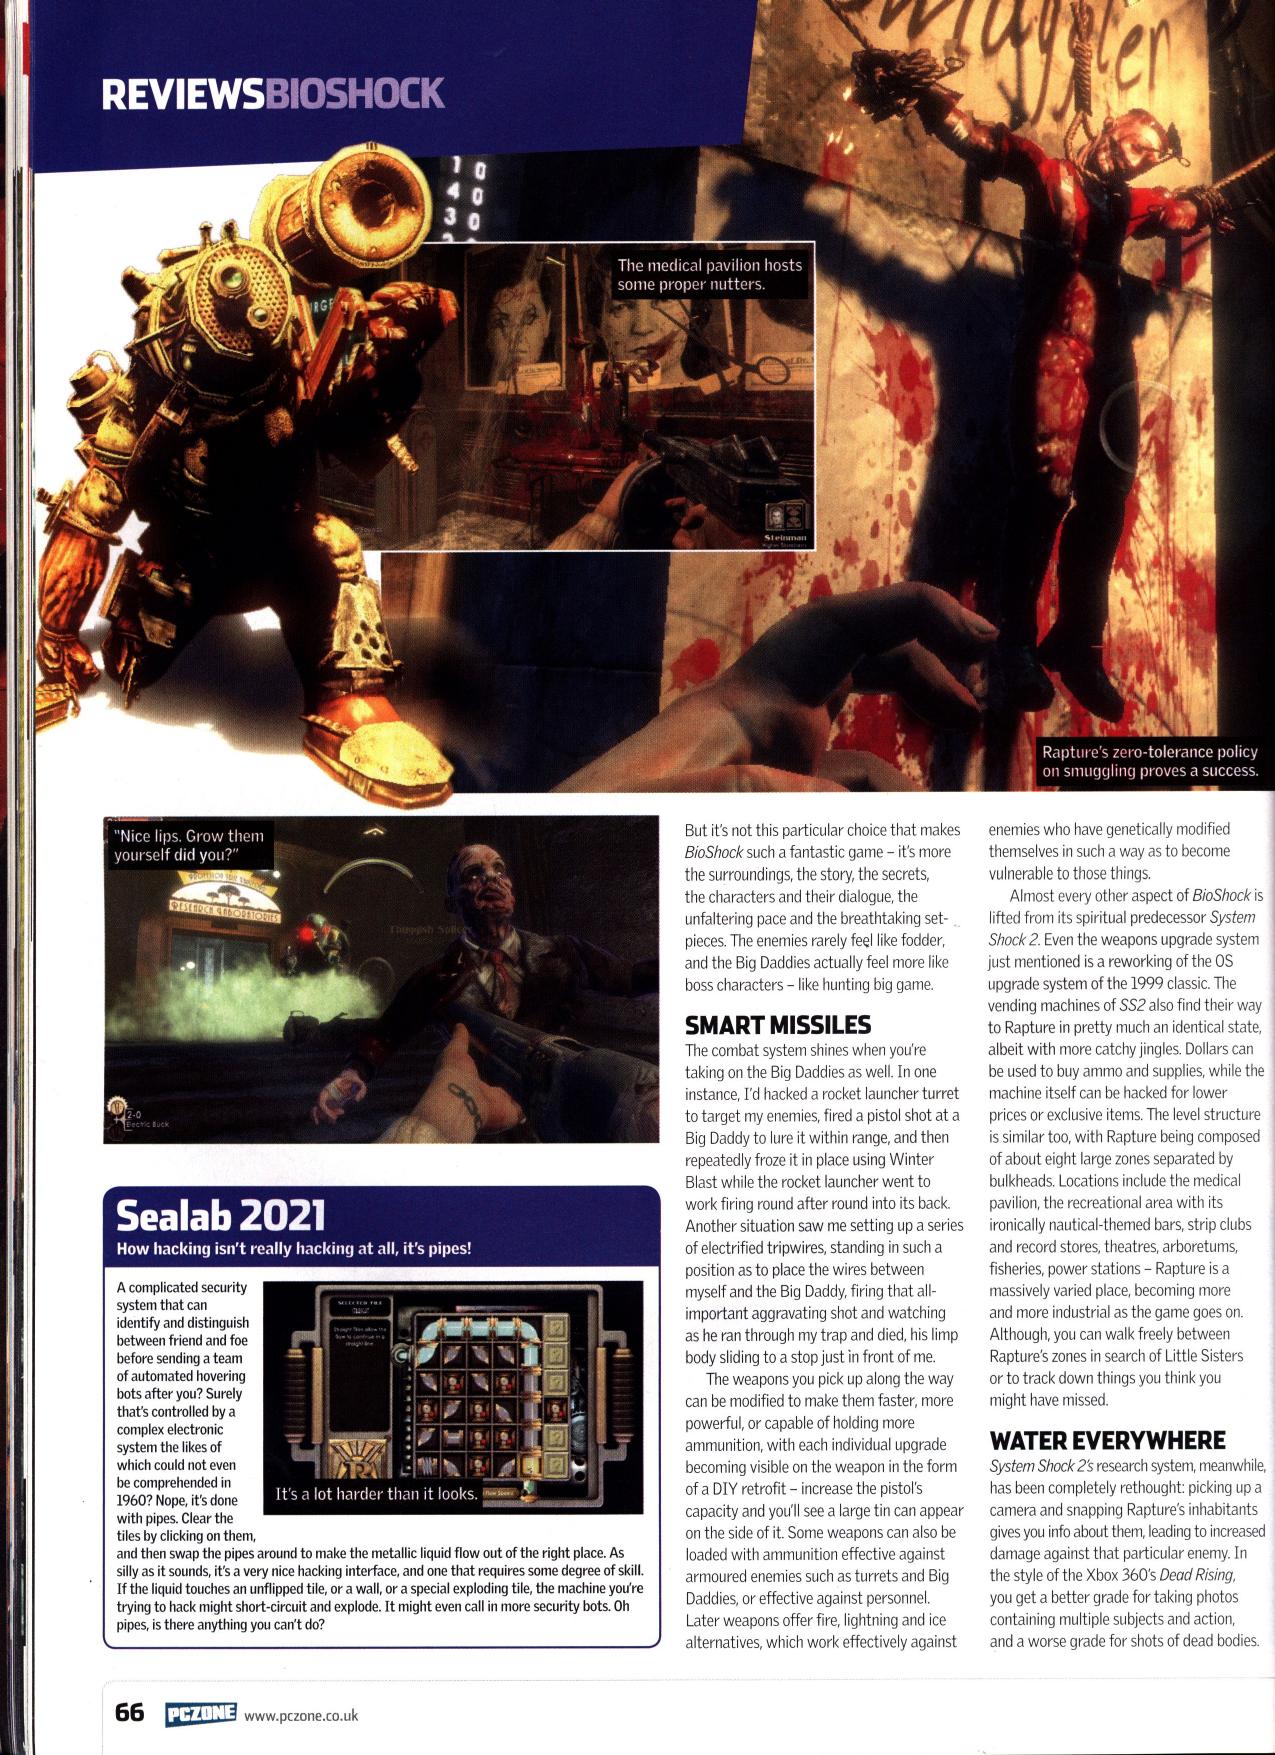 REVIEWSBIOSHOCK
1 0
4 0
3 0
Smuggler
URGE
The medical pavilion hosts
some proper nutters.
Steinman
Rapture's zero-tolerance policy
on smuggling proves a success.
"Nice lips. Grow them
yourself did you?"
RESEARCH LABORATORIES
Thuggish Splicer
2-0
Electric Buck
Sealab 2021
How hacking isn't really hacking at all, it's pipes!
A complicated security
system that can
identify and distinguish
between friend and foe
before sending a team
of automated hovering
bots after you? Surely
that's controlled by a
complex electronic
system the likes of
which could not even
be comprehended in
1960? Nope, it's done
with pipes. Clear the
tiles by clicking on them,
and then swap the pipes around to make the metallic liquid flow out of the right place. As
silly as it sounds, it's a very nice hacking interface, and one that requires some degree of skill.
If the liquid touches an unflipped tile, or a wall, or a special exploding tile, the machine you're
trying to hack might short-circuit and explode. It might even call in more security bots. Oh
pipes, is there anything you can't do?
SELECTED TILE
Straight Tiles allow the
flow to continue in a
straight line
It's a lot harder than it looks.
Flow Speed
But it's not this particular choice that makes
BioShock such a fantastic game – it's more
the surroundings, the story, the secrets,
the characters and their dialogue, the
unfaltering pace and the breathtaking set-
pieces. The enemies rarely feel like fodder,
and the Big Daddies actually feel more like
boss characters – like hunting big game.
SMART MISSILES
The combat system shines when you're
taking on the Big Daddies as well. In one
instance, I'd hacked a rocket launcher turret
to target my enemies, fired a pistol shot at a
Big Daddy to lure it within range, and then
repeatedly froze it in place using Winter
Blast while the rocket launcher went to
work firing round after round into its back.
Another situation saw me setting up a series
of electrified tripwires, standing in such a
position as to place the wires between
myself and the Big Daddy, firing that all-
important aggravating shot and watching
as he ran through my trap and died, his limp
body sliding to a stop just in front of me.
The weapons you pick up along the way
can be modified to make them faster, more
powerful, or capable of holding more
ammunition, with each individual upgrade
becoming visible on the weapon in the form
of a DIY retrofit – increase the pistol's
capacity and you'll see a large tin can appear
on the side of it. Some weapons can also be
loaded with ammunition effective against
armoured enemies such as turrets and Big
Daddies, or effective against personnel.
Later weapons offer fire, lightning and ice
alternatives, which work effectively against
enemies who have genetically modified
themselves in such a way as to become
vulnerable to those things.
Almost every other aspect of BioShock is
lifted from its spiritual predecessor System
Shock 2. Even the weapons upgrade system
just mentioned is a reworking of the OS
upgrade system of the 1999 classic. The
vending machines of SS2 also find their way
to Rapture in pretty much an identical state,
albeit with more catchy jingles. Dollars can
be used to buy ammo and supplies, while the
machine itself can be hacked for lower
prices or exclusive items. The level structure
is similar too, with Rapture being composed
of about eight large zones separated by
bulkheads. Locations include the medical
pavilion, the recreational area with its
ironically nautical-themed bars, strip clubs
and record stores, theatres, arboretums,
fisheries, power stations – Rapture is a
massively varied place, becoming more
and more industrial as the game goes on.
Although, you can walk freely between
Rapture's zones in search of Little Sisters
or to track down things you think you
might have missed.
WATER EVERYWHERE
System Shock 2's research system, meanwhile,
has been completely rethought: picking up a
camera and snapping Rapture's inhabitants
gives you info about them, leading to increased
damage against that particular enemy. In
the style of the Xbox 360's Dead Rising,
you get a better grade for taking photos
containing multiple subjects and action,
and a worse grade for shots of dead bodies.
66 PCZONE www.pczone.co.uk